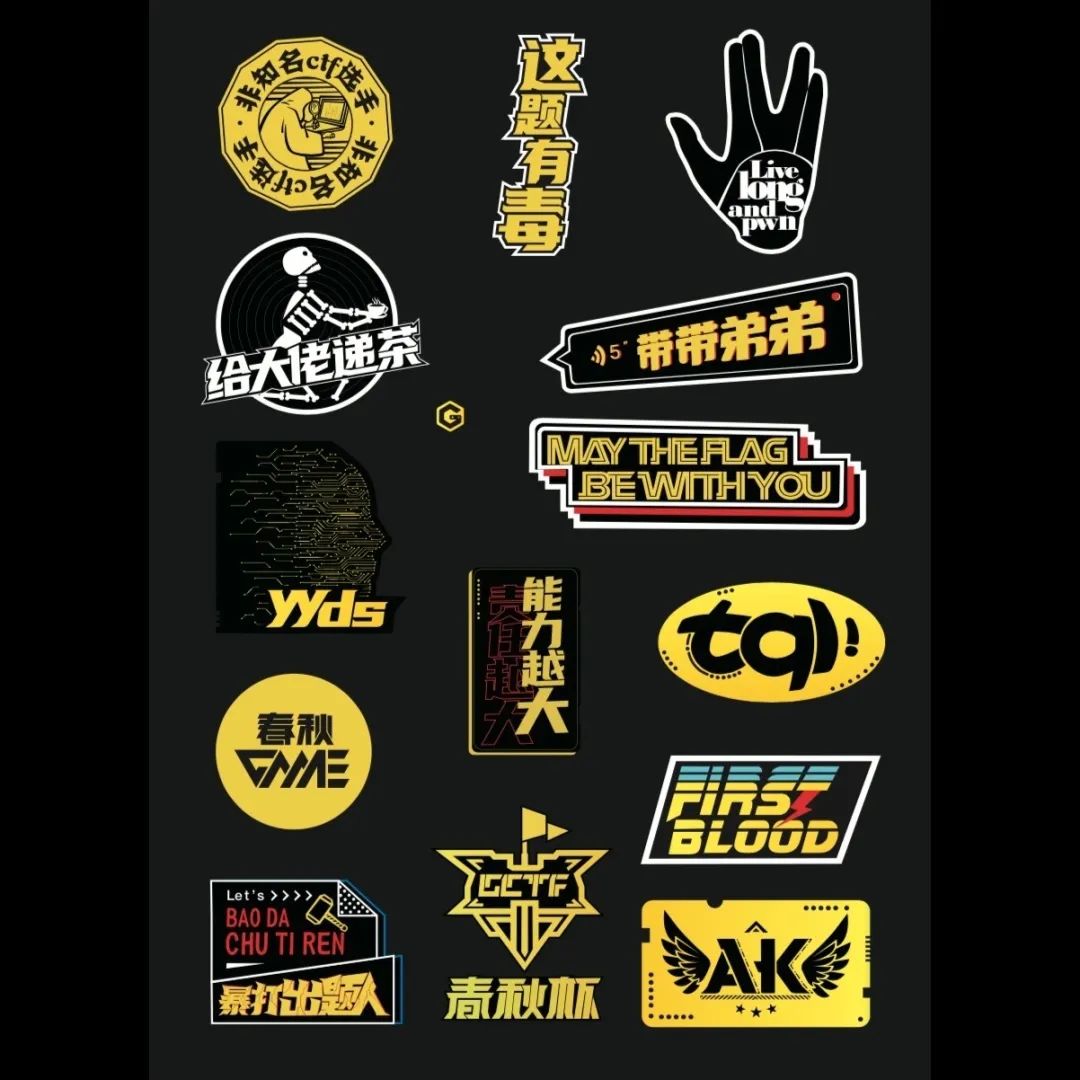 非知名ctf选手·非知名ctf选手·
这题有毒
Live
long
and
pwn
给大佬递茶
5"带带弟弟
G
MAY THE FLAG
BE WITH YOU
yyds
能力越大
责任越大
tql!
春秋
GAME
FIRST
BLOOD
GCTF
春秋杯
Let's >>>>>
BAO DA
CHU TI REN
暴打出题人
AK